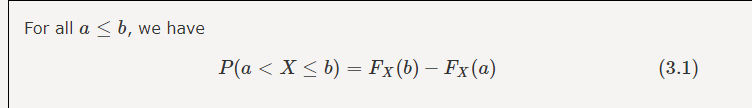 For all a ≤ b, we have
P(a < X ≤ b) = F_X(b) − F_X(a) (3.1)